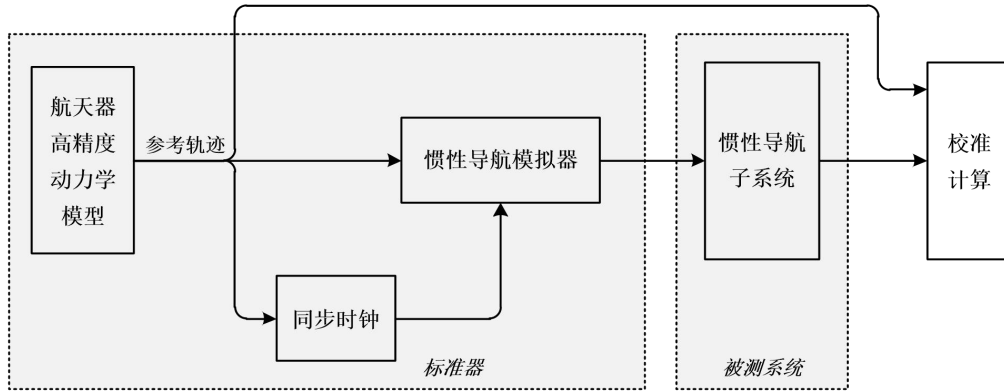 航天器
高精度
动力学
模型
参考轨迹
惯性导航模拟器
同步时钟
标准器
惯性导航
子系统
被测系统
校准
计算